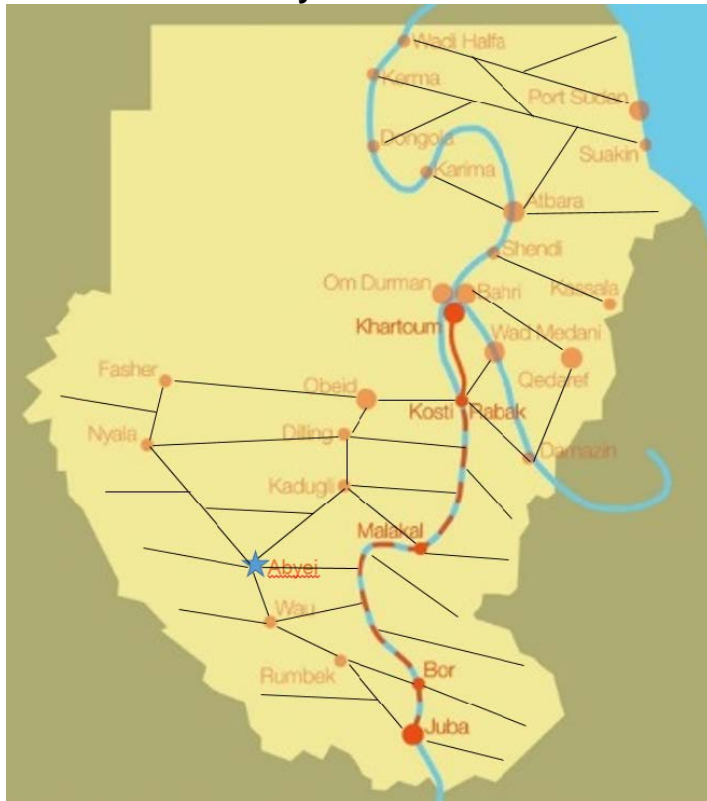 Wadi Halfa
Kerma
Port Sudan
Dongola
Suakin
Karima
Atbara
Shendi
Om Durman
Bahri
Kassala
Khartoum
Wad Medani
Fasher
Obeid
Qedaref
Kosti Rabak
Nyala
Dilling
Damazin
Kadugli
Malakal
Abyei
Wau
Rumbek
Bor
Juba